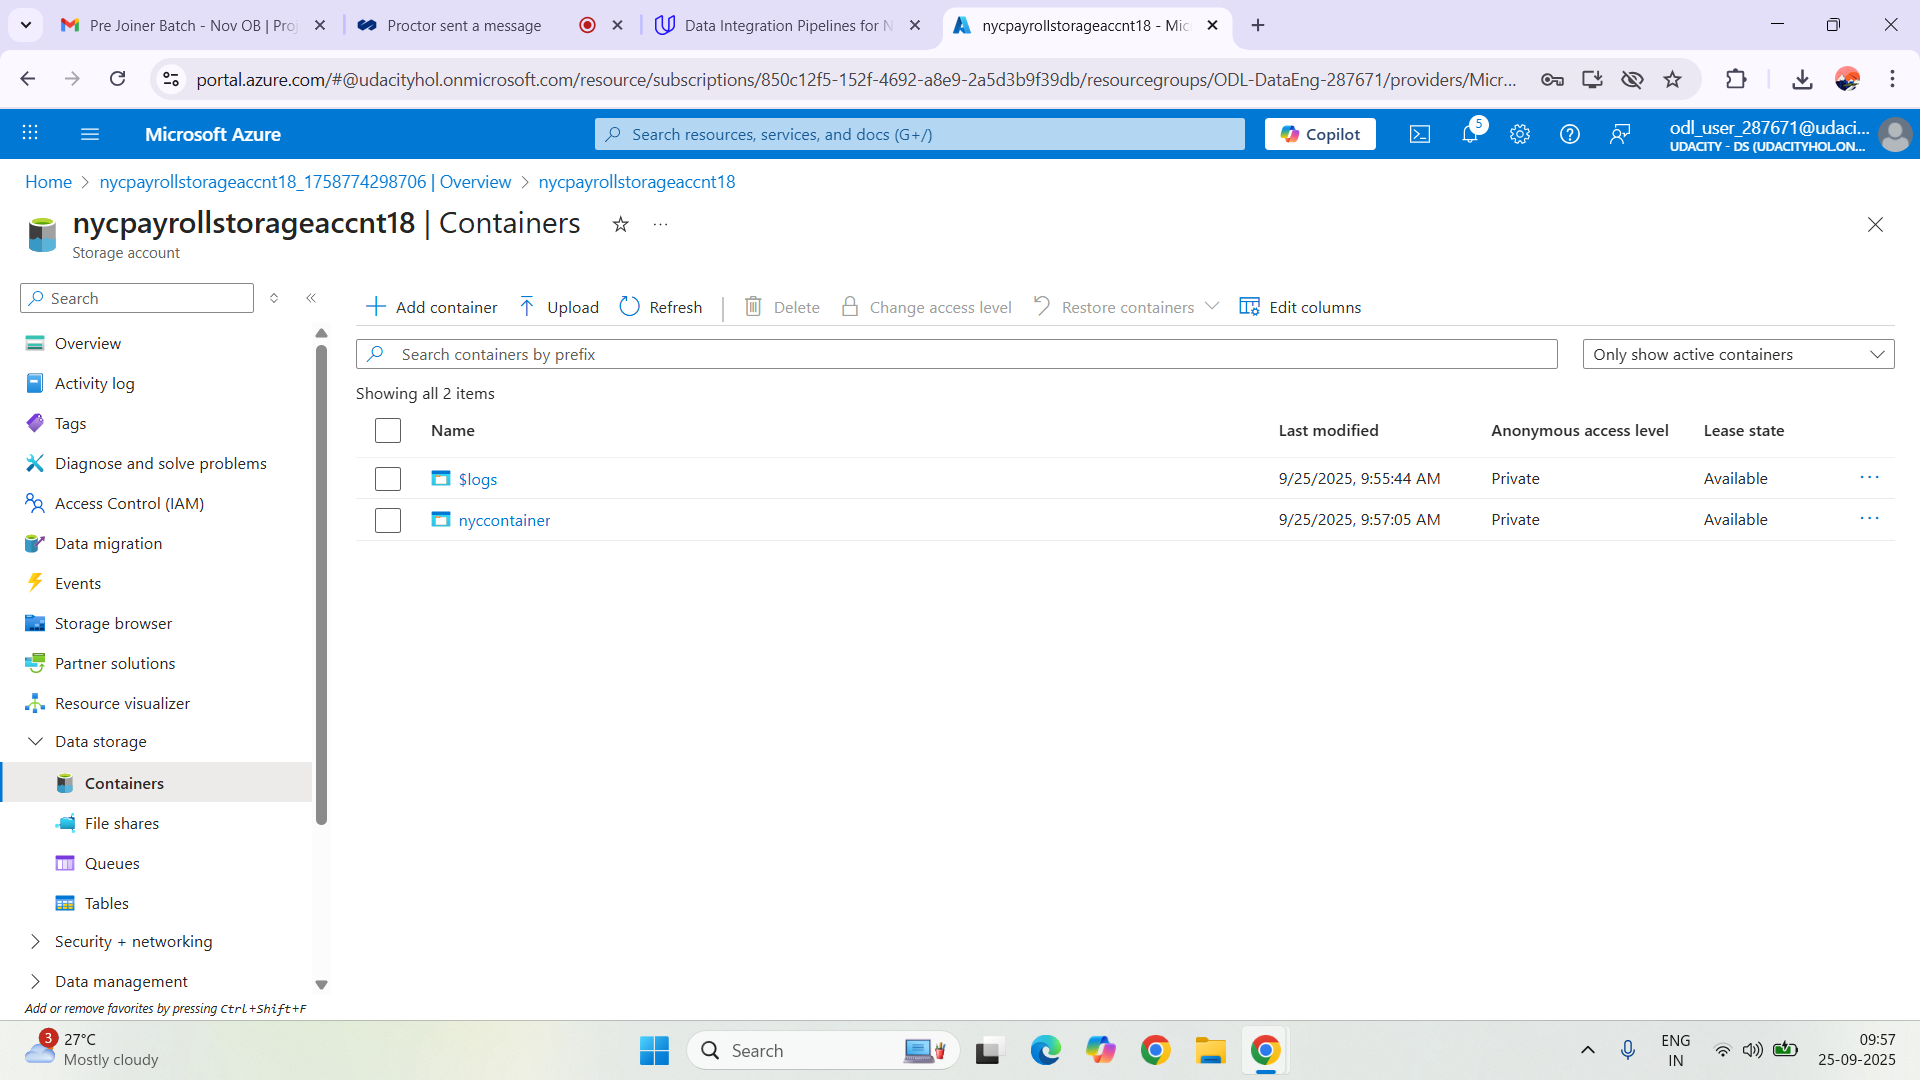 Pre Joiner Batch - Nov OB | Proj
Proctor sent a message
Data Integration Pipelines for N
nycpayrollstorageaccnt18 - Mic
portal.azure.com/#@udacityhol.onmicrosoft.com/resource/subscriptions/850c12f5-152f-4692-a8e9-2a5d3b9f39db/resourcegroups/ODL-DataEng-287671/providers/Micr...
Microsoft Azure
Search resources, services, and docs (G+/)
Copilot
5
odl_user_287671@udaci...
UDACITY - DS (UDACITYHOL.ON...
Home > nycpayrollstorageaccnt18_1758774298706 | Overview > nycpayrollstorageaccnt18
nycpayrollstorageaccnt18 | Containers
Storage account
Search
Add container
Upload
Refresh
Delete
Change access level
Restore containers
Edit columns
Search containers by prefix
Only show active containers
Showing all 2 items
Name Last modified Anonymous access level Lease state
$logs 9/25/2025, 9:55:44 AM Private Available
nyccontainer 9/25/2025, 9:57:05 AM Private Available
Overview
Activity log
Tags
Diagnose and solve problems
Access Control (IAM)
Data migration
Events
Storage browser
Partner solutions
Resource visualizer
Data storage
Containers
File shares
Queues
Tables
Security + networking
Data management
Add or remove favorites by pressing Ctrl+Shift+F
3
27°C
Mostly cloudy
Search
ENG
IN
09:57
25-09-2025